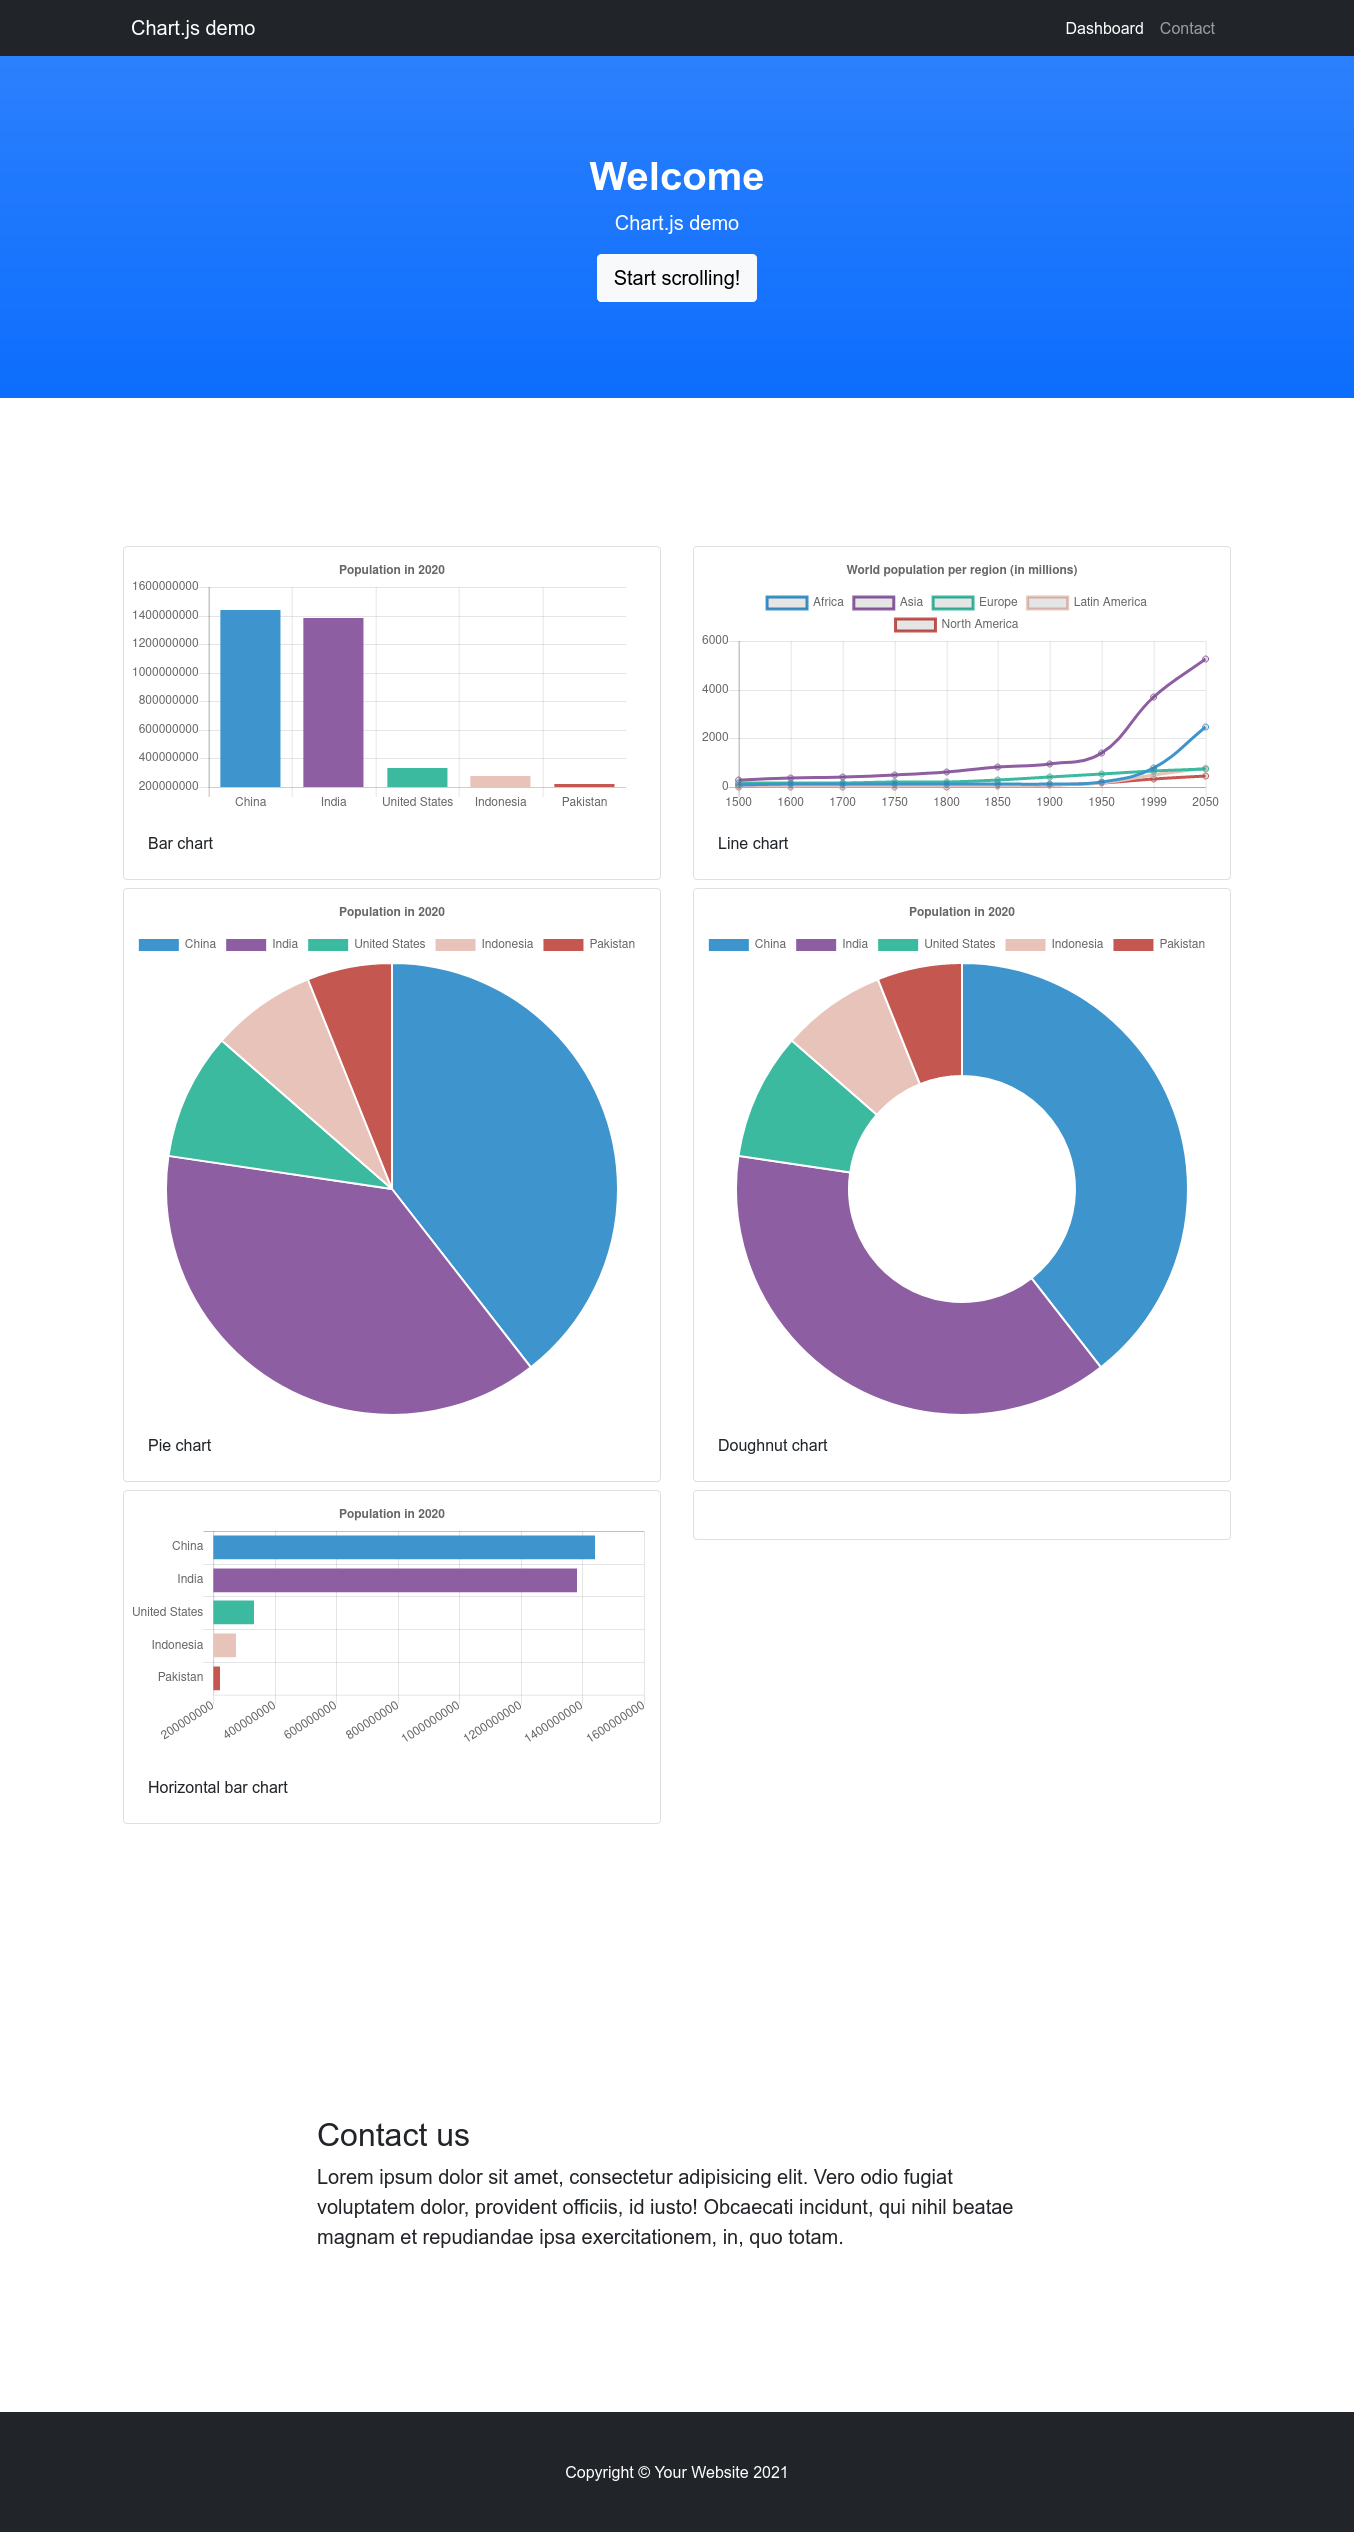 Chart.js demo
Dashboard Contact
Welcome
Chart.js demo
Start scrolling!
Population in 2020
1600000000
1400000000
1200000000
1000000000
800000000
600000000
400000000
200000000
China India United States Indonesia Pakistan
Bar chart
World population per region (in millions)
Africa Asia Europe Latin America
North America
6000
4000
2000
0
1500 1600 1700 1750 1800 1850 1900 1950 1999 2050
Line chart
Population in 2020
China India United States Indonesia Pakistan
Pie chart
Population in 2020
China India United States Indonesia Pakistan
Doughnut chart
Population in 2020
China
India
United States
Indonesia
Pakistan
200000000 400000000 600000000 800000000 1000000000 1200000000 1400000000 1600000000
Horizontal bar chart
Contact us
Lorem ipsum dolor sit amet, consectetur adipisicing elit. Vero odio fugiat
voluptatem dolor, provident officiis, id iusto! Obcaecati incidunt, qui nihil beatae
magnam et repudiandae ipsa exercitationem, in, quo totam.
Copyright © Your Website 2021